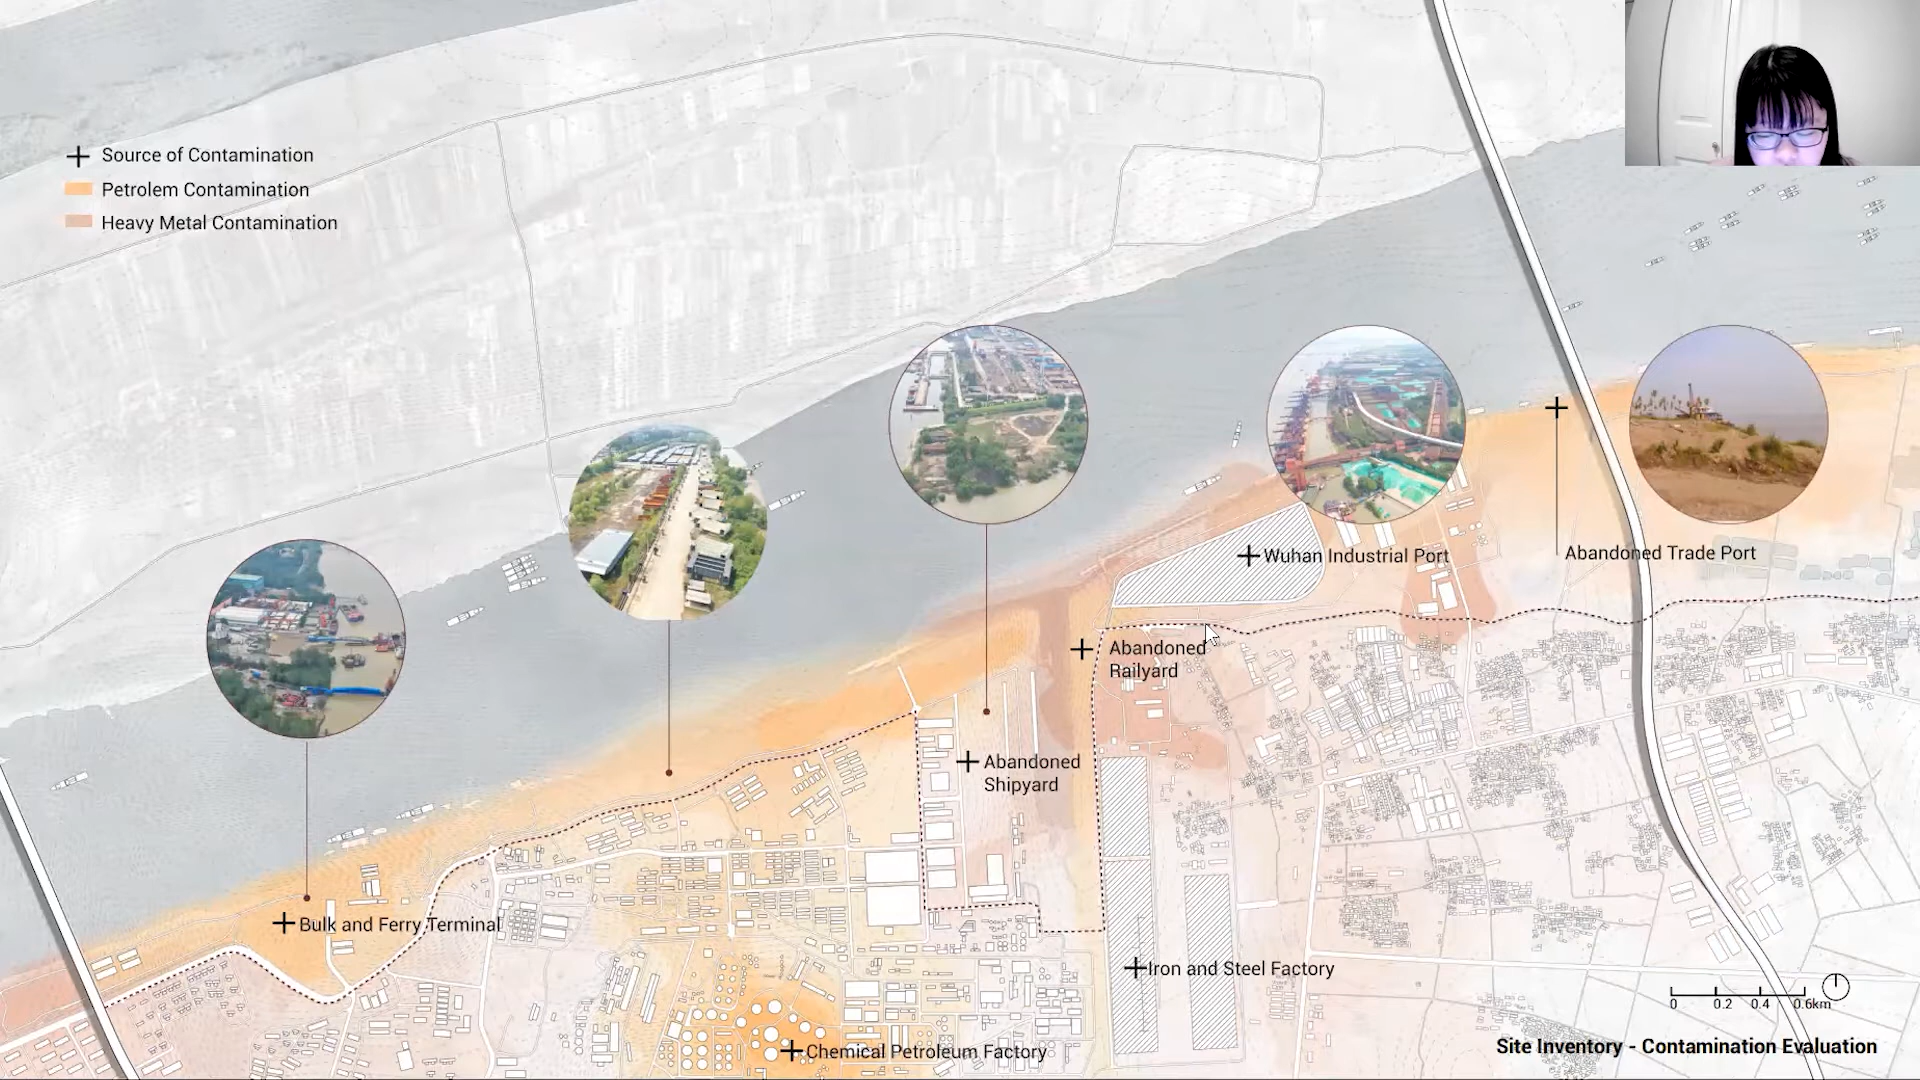 Source of Contamination
Petrolem Contamination
Heavy Metal Contamination
Wuhan Industrial Port
Abandoned Trade Port
Abandoned
Railyard
Abandoned
Shipyard
Bulk and Ferry Terminal
Iron and Steel Factory
Chemical Petroleum Factory
0 0.2 0.4 0.6km
Site Inventory - Contamination Evaluation